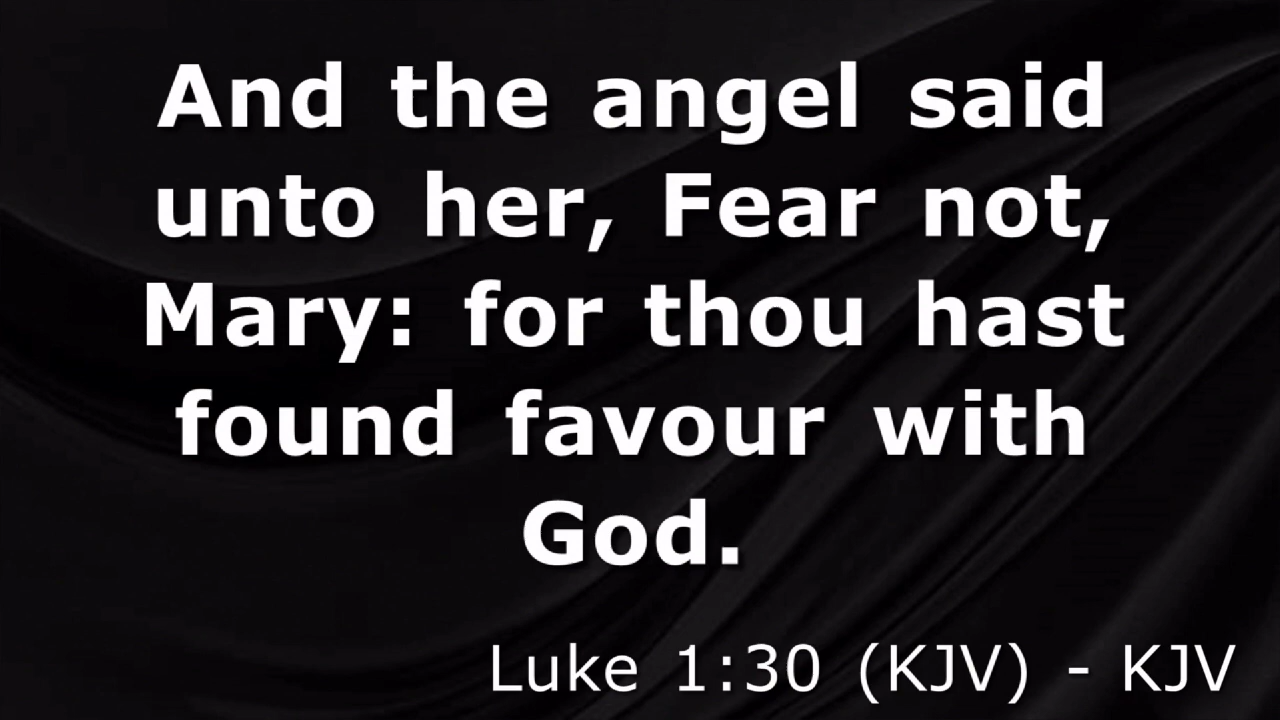 And the angel said
unto her, Fear not,
Mary: for thou hast
found favour with
God.
Luke 1:30 (KJV) - KJV